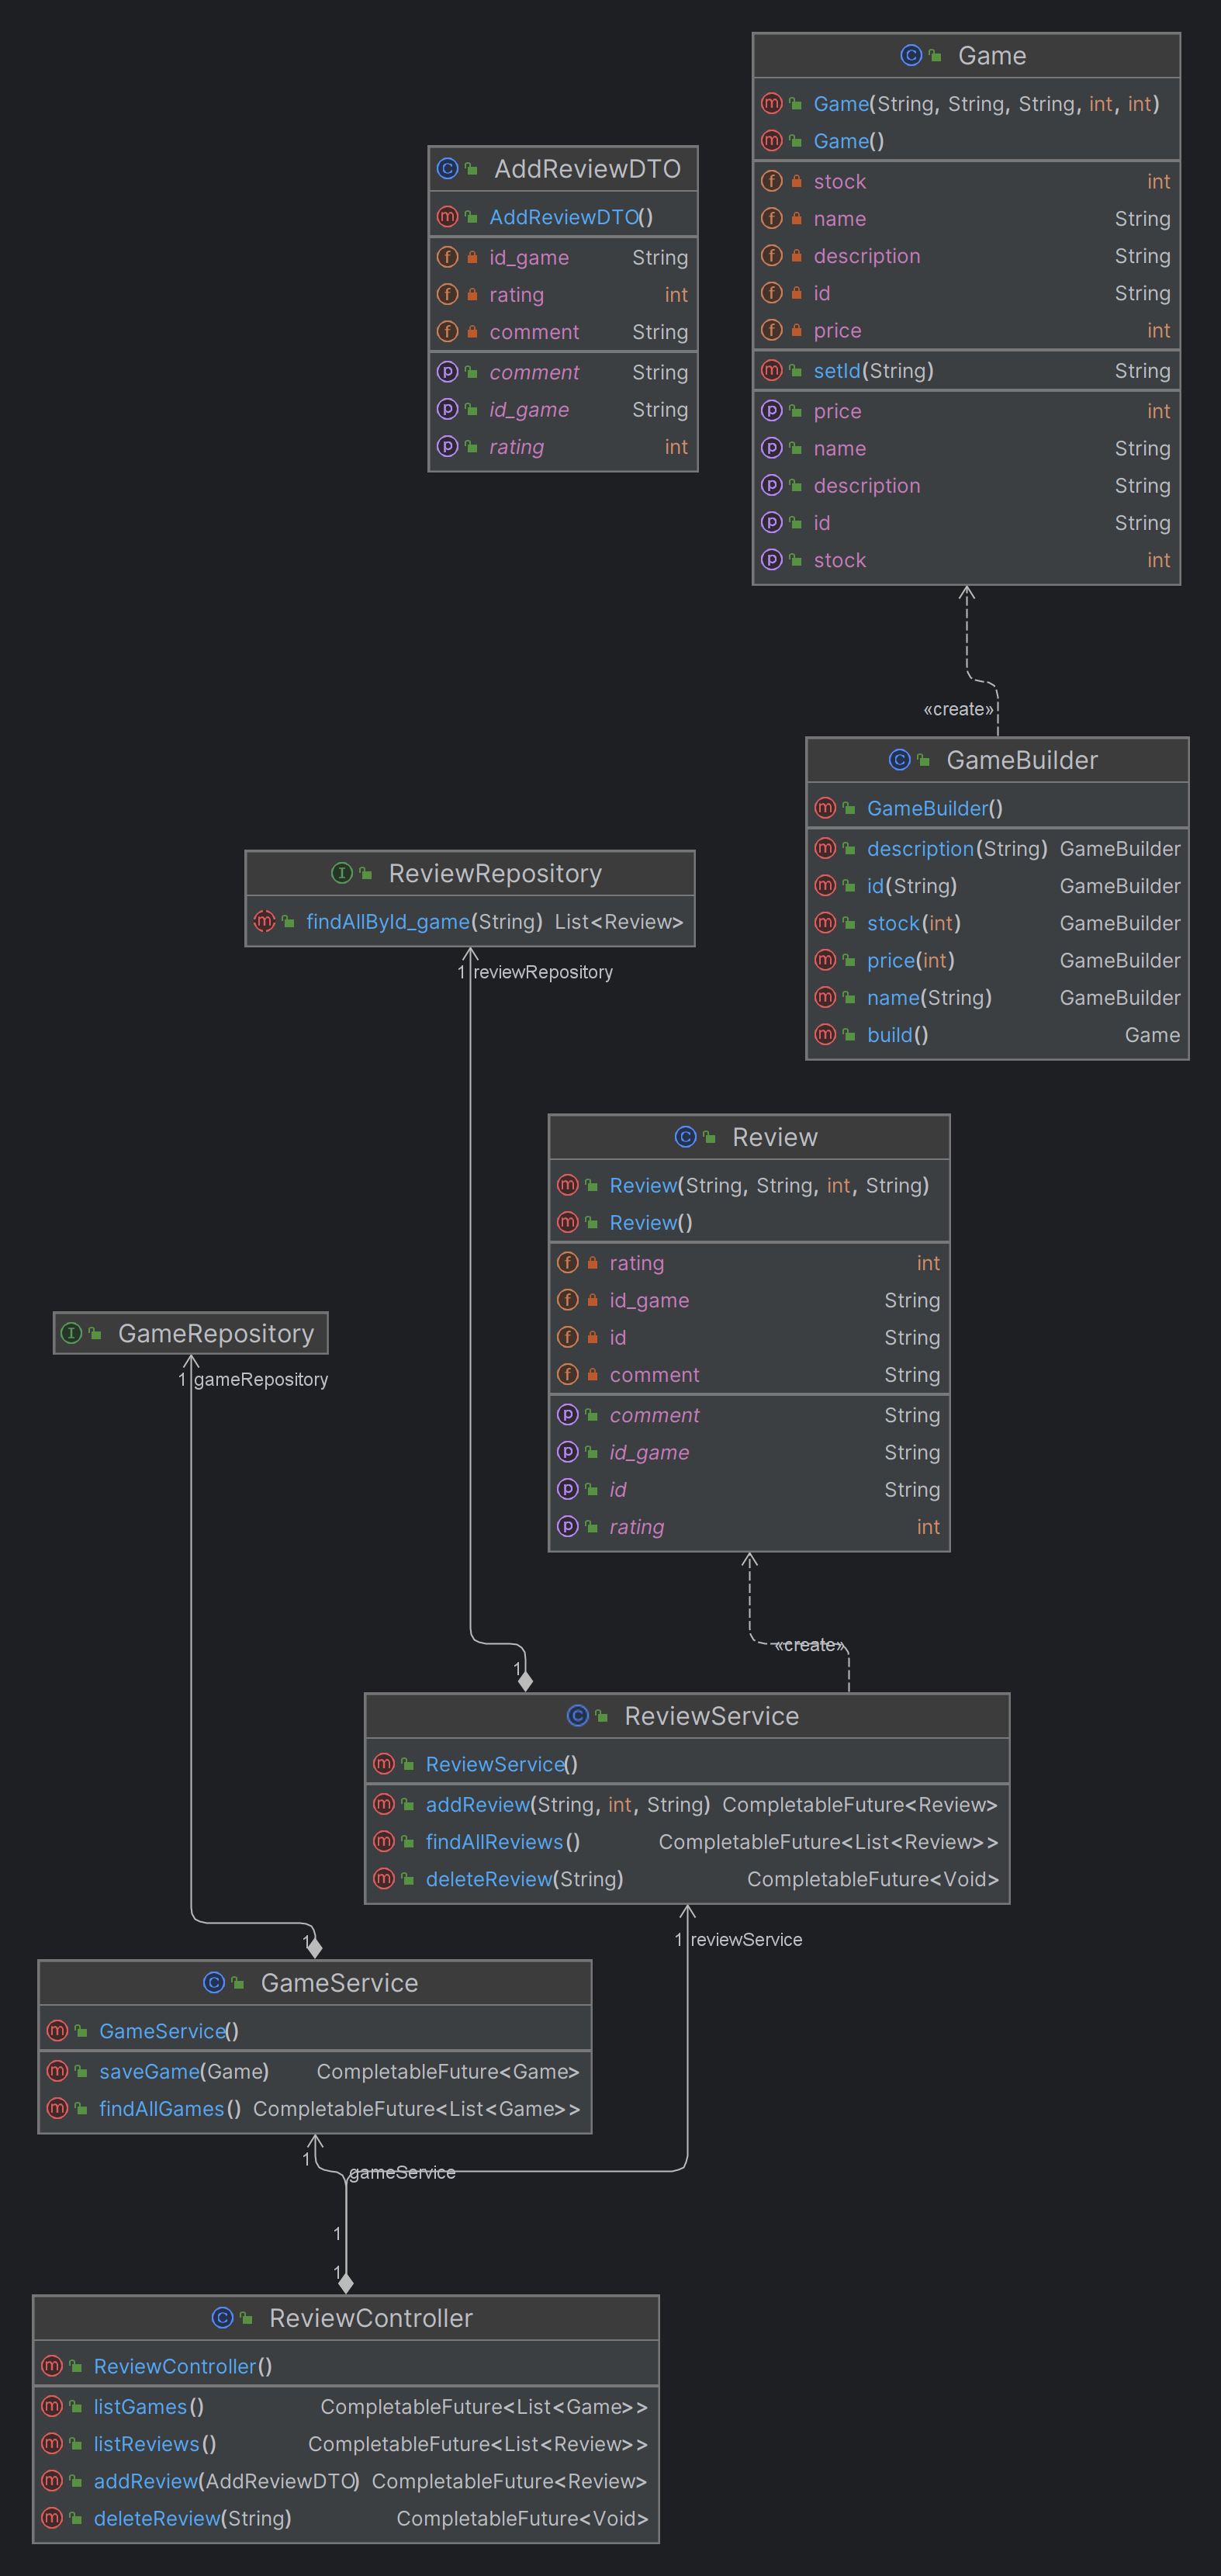 Game
Game(String, String, String, int, int)
Game()
stock int
name String
description String
id String
price int
setId(String) String
price int
name String
description String
id String
stock int
AddReviewDTO
AddReviewDTO()
id_game String
rating int
comment String
comment String
id_game String
rating int
«create»
GameBuilder
GameBuilder()
description(String) GameBuilder
id(String) GameBuilder
stock(int) GameBuilder
price(int) GameBuilder
name(String) GameBuilder
build() Game
ReviewRepository
findAllById_game(String) List<Review>
1 reviewRepository
Review
Review(String, String, int, String)
Review()
rating int
id_game String
id String
comment String
comment String
id_game String
id String
rating int
GameRepository
1 gameRepository
«create»
1
ReviewService
ReviewService()
addReview(String, int, String) CompletableFuture<Review>
findAllReviews() CompletableFuture<List<Review>>
deleteReview(String) CompletableFuture<Void>
1 reviewService
1
GameService
GameService()
saveGame(Game) CompletableFuture<Game>
findAllGames() CompletableFuture<List<Game>>
1
gameService
1
1
ReviewController
ReviewController()
listGames() CompletableFuture<List<Game>>
listReviews() CompletableFuture<List<Review>>
addReview(AddReviewDTO) CompletableFuture<Review>
deleteReview(String) CompletableFuture<Void>